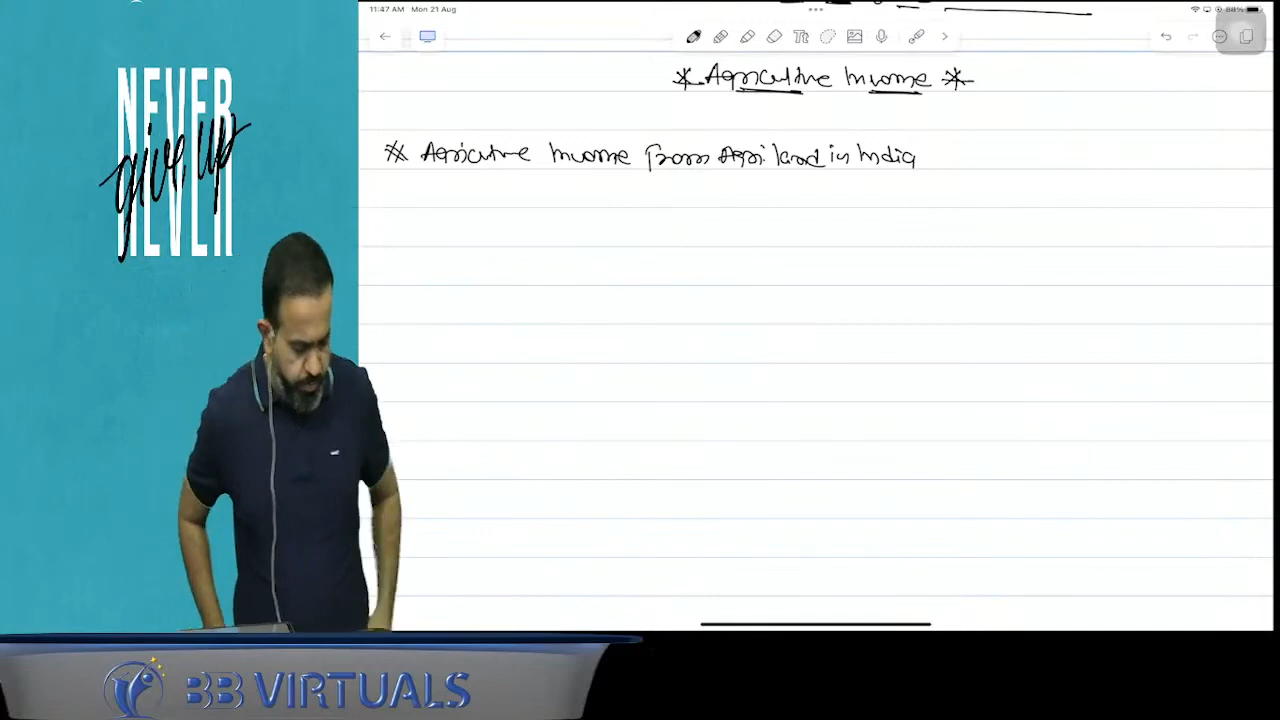 11:47 AM Mon 21 Aug
88%
* Agriculture Income *
* Agriculture Income from Agri land in India
NEVER
give up
NEVER
BB VIRTUALS